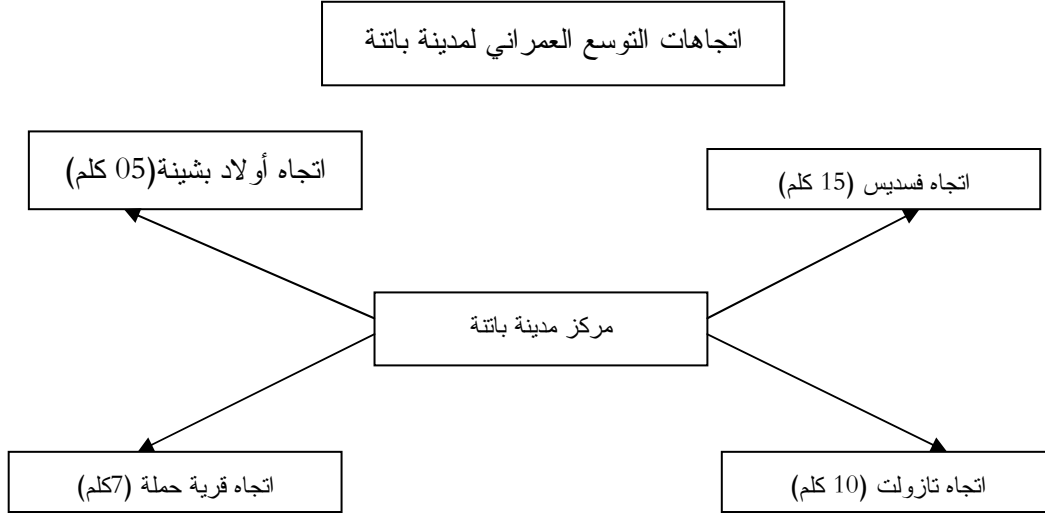 اتجاهات التوسع العمراني لمدينة باتنة
اتجاه أولاد بشينة(05 كلم)
اتجاه فسديس (15 كلم)
مركز مدينة باتنة
اتجاه قرية حملة (7كلم)
اتجاه تازولت (10 كلم)